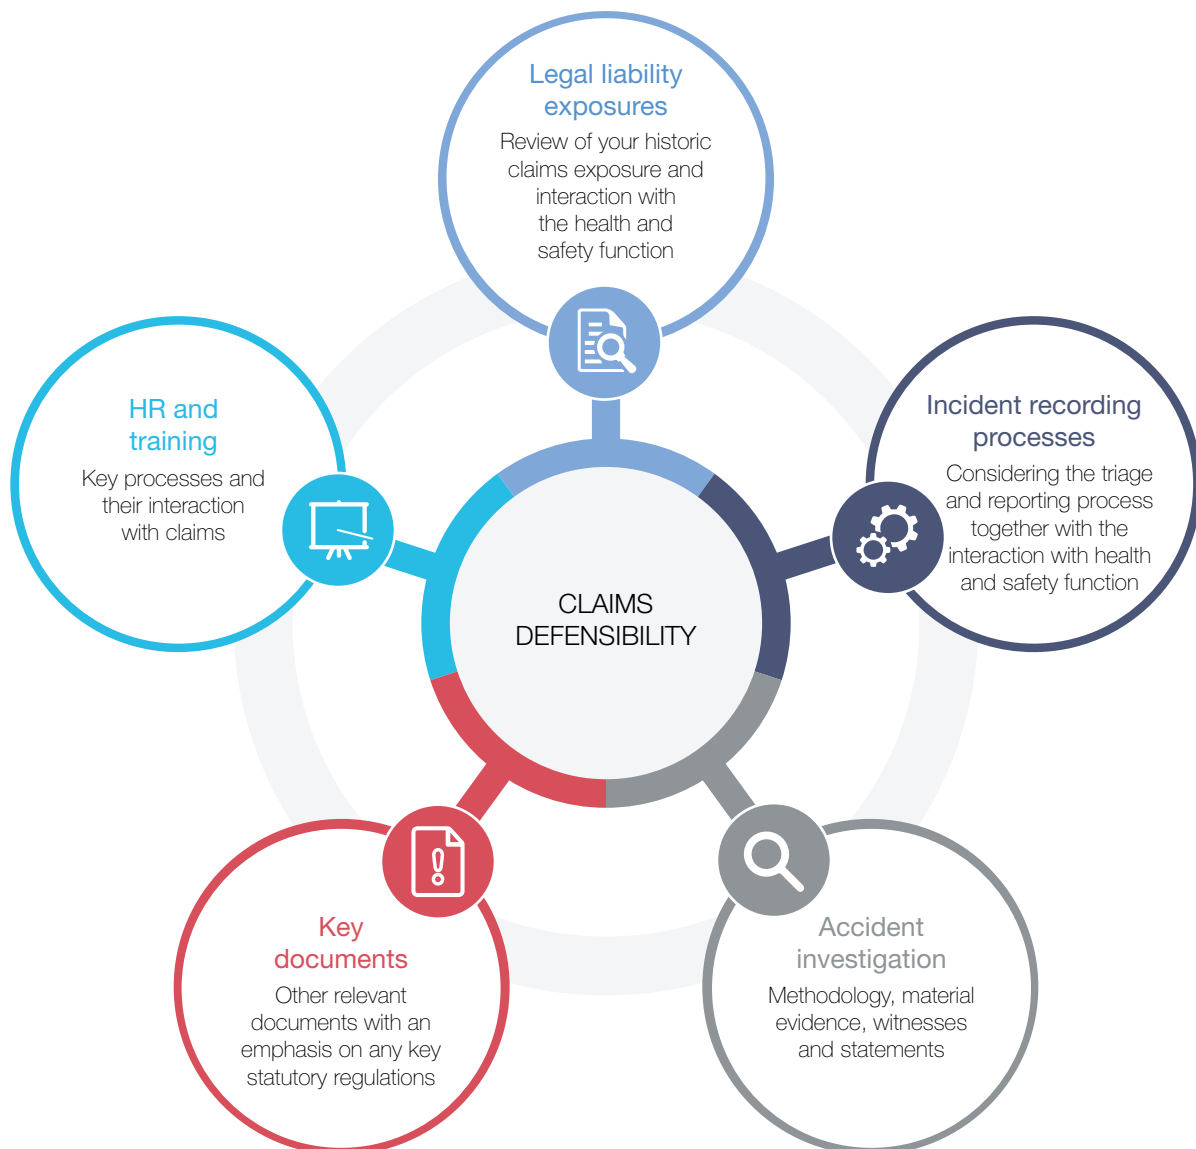 Legal liability
exposures
Review of your historic
claims exposure and
interaction with
the health and
safety function
HR and
training
Key processes and
their interaction
with claims
Incident recording
processes
Considering the triage
and reporting process
together with the
interaction with health
and safety function
CLAIMS
DEFENSIBILITY
Key
documents
Other relevant
documents with an
emphasis on any key
statutory regulations
Accident
investigation
Methodology, material
evidence, witnesses
and statements